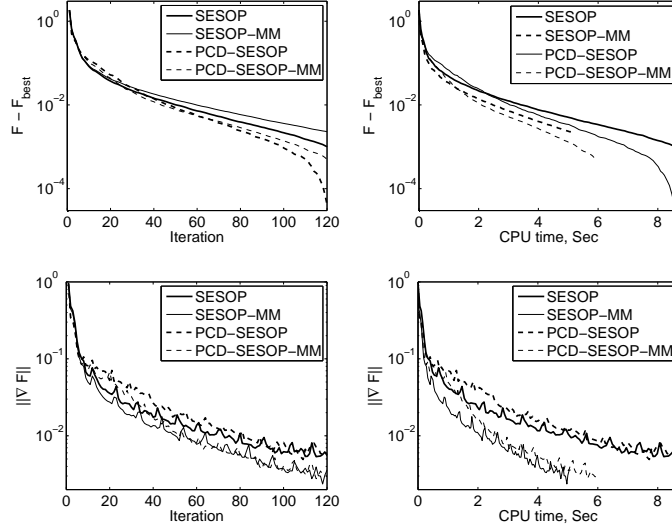 SESOP
SESOP-MM
PCD-SESOP
PCD-SESOP-MM
10^0
10^-2
10^-4
F - F_best
0 20 40 60 80 100 120
Iteration
SESOP
SESOP-MM
PCD-SESOP
PCD-SESOP-MM
10^0
10^-2
10^-4
F - F_best
0 2 4 6 8
CPU time, Sec
SESOP
SESOP-MM
PCD-SESOP
PCD-SESOP-MM
10^0
10^-1
10^-2
||∇ F||
0 20 40 60 80 100 120
Iteration
SESOP
SESOP-MM
PCD-SESOP
PCD-SESOP-MM
10^0
10^-1
10^-2
||∇ F||
0 2 4 6 8
CPU time, Sec